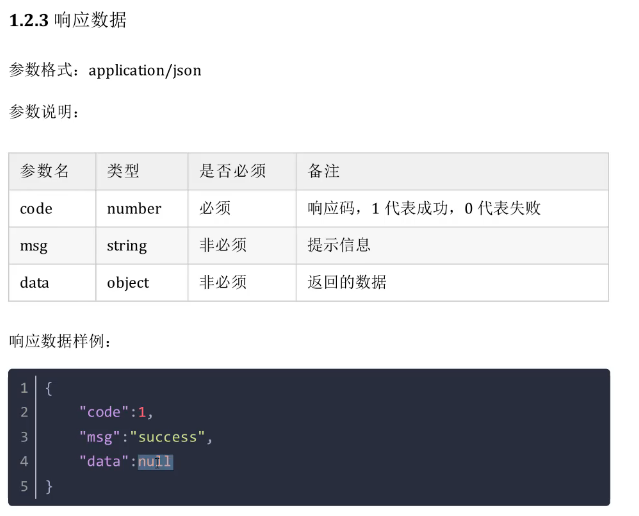 1.2.3 响应数据
参数格式：application/json
参数说明：
参数名 类型 是否必须 备注
code number 必须 响应码，1 代表成功，0 代表失败
msg string 非必须 提示信息
data object 非必须 返回的数据
响应数据样例：
1 {
2 "code":1,
3 "msg":"success",
4 "data":null
5 }